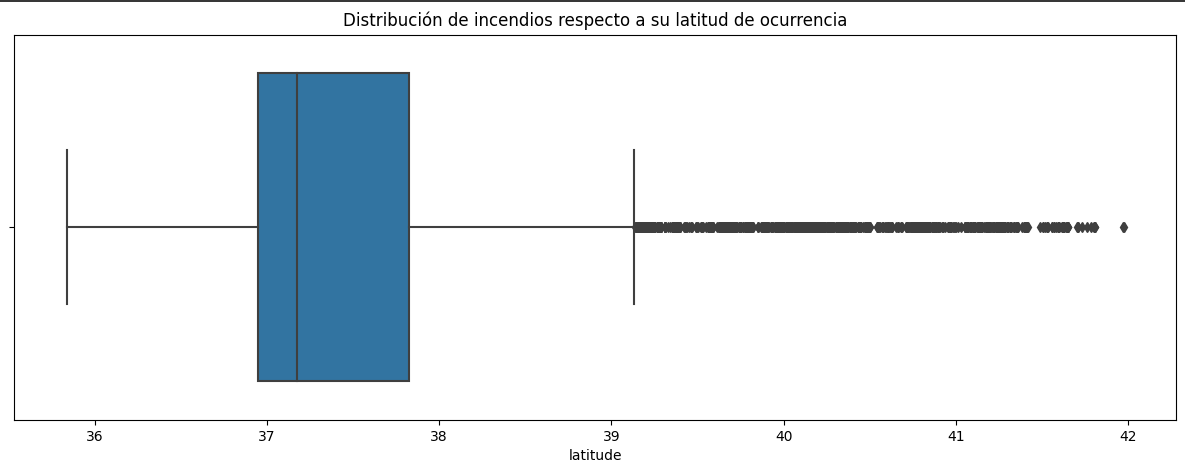 Distribución de incendios respecto a su latitud de ocurrencia
36 37 38 39 40 41 42
latitude